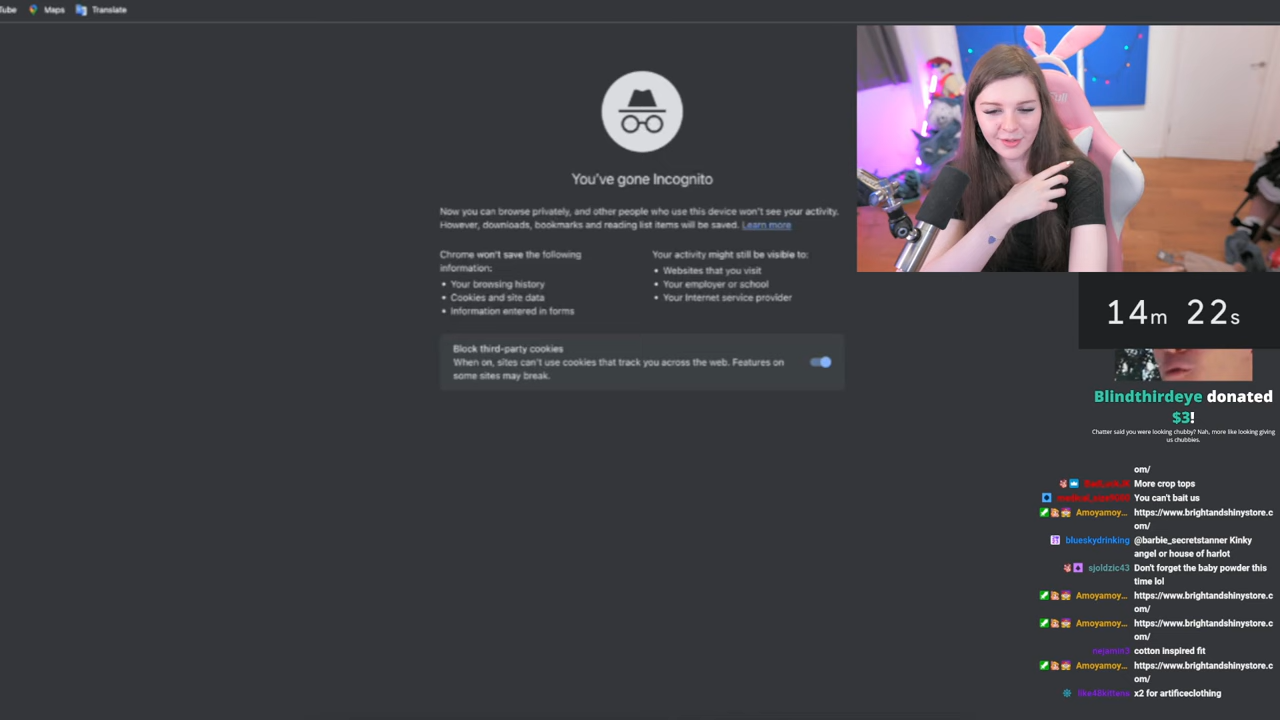 Tube Maps Translate
You've gone Incognito
Now you can browse privately, and other people who use this device won't see your activity.
However, downloads, bookmarks and reading list items will be saved. Learn more
Chrome won't save the following
information:
• Your browsing history
• Cookies and site data
• Information entered in forms
Your activity might still be visible to:
• Websites that you visit
• Your employer or school
• Your Internet service provider
Block third-party cookies
When on, sites can't use cookies that track you across the web. Features on
some sites may break.
14m 22s
Blindthirdeye donated
$3!
Chatter said you were looking chubby? Nah, more like looking giving
us chubbies.
om/
More crop tops
You can't bait us
Amoyamoy... https://www.brightandshinystore.c
om/
blueskydrinking @barbie_secretstanner Kinky
angel or house of harlot
sjoldzic43 Don't forget the baby powder this
time lol
Amoyamoy... https://www.brightandshinystore.c
om/
Amoyamoy... https://www.brightandshinystore.c
om/
nejamin3 cotton inspired fit
Amoyamoy... https://www.brightandshinystore.c
om/
like48kittens x2 for artificeclothing